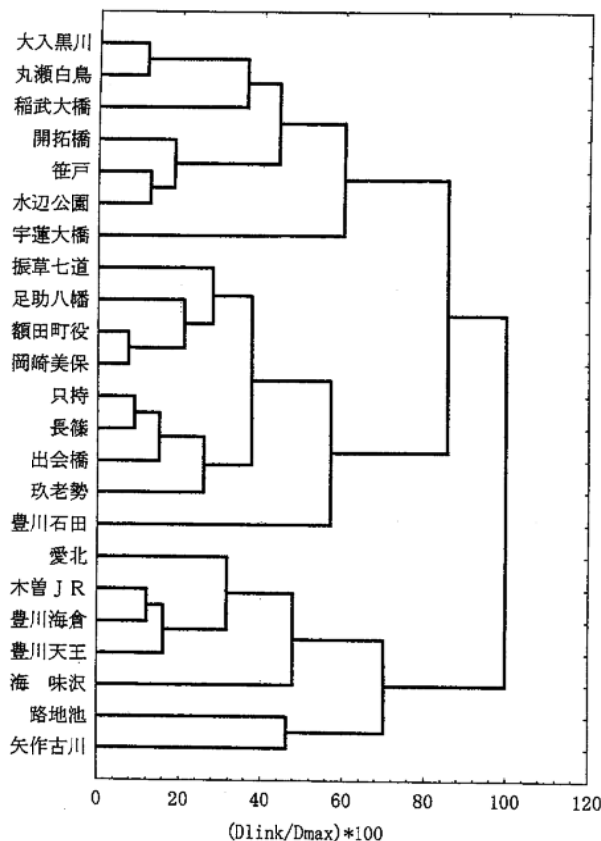 大入黒川
丸瀬白鳥
稲武大橋
開拓橋
笹戸
水辺公園
宇蓮大橋
振草七道
足助八幡
額田町役
岡崎美保
只持
長篠
出会橋
玖老勢
豊川石田
愛北
木曽ＪＲ
豊川海倉
豊川天王
海　味沢
路地池
矢作古川
0 20 40 60 80 100 120
(Dlink/Dmax)*100